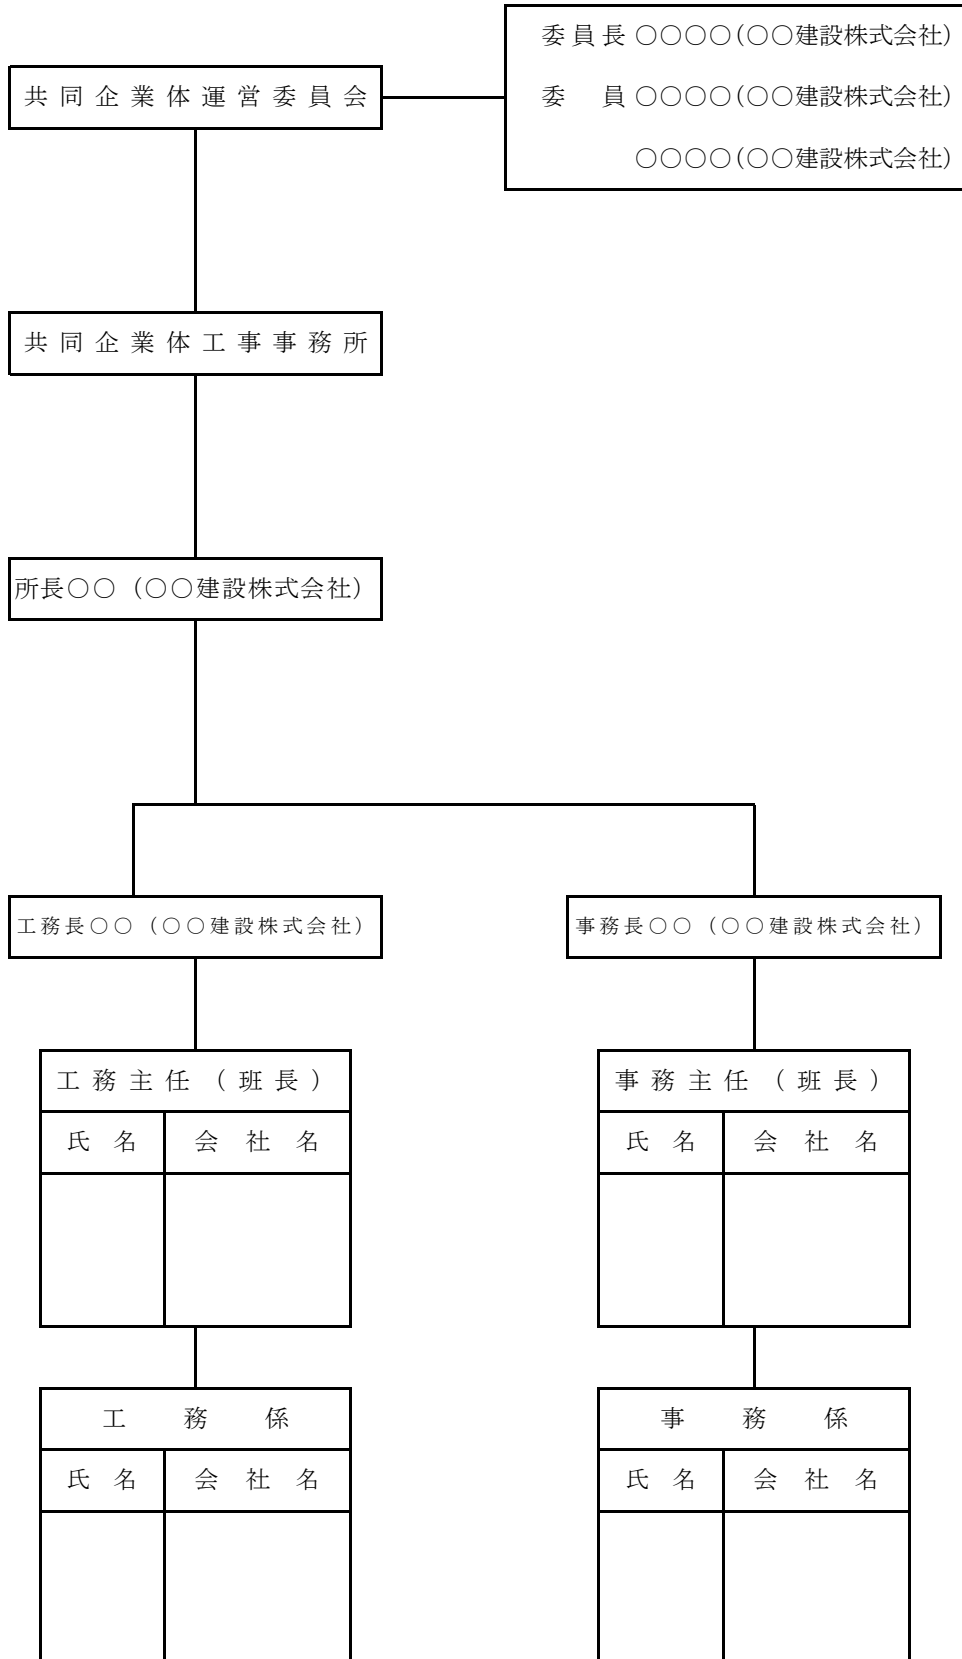 委員長 ○○○○(○○建設株式会社)
共同企業体運営委員会
委　員 ○○○○(○○建設株式会社)
○○○○(○○建設株式会社)
共同企業体工事事務所
所長○○（○○建設株式会社）
工務長○○（○○建設株式会社）
事務長○○（○○建設株式会社）
工務主任（班長）
事務主任（班長）
氏名 会社名
氏名 会社名
工務係
事務係
氏名 会社名
氏名 会社名